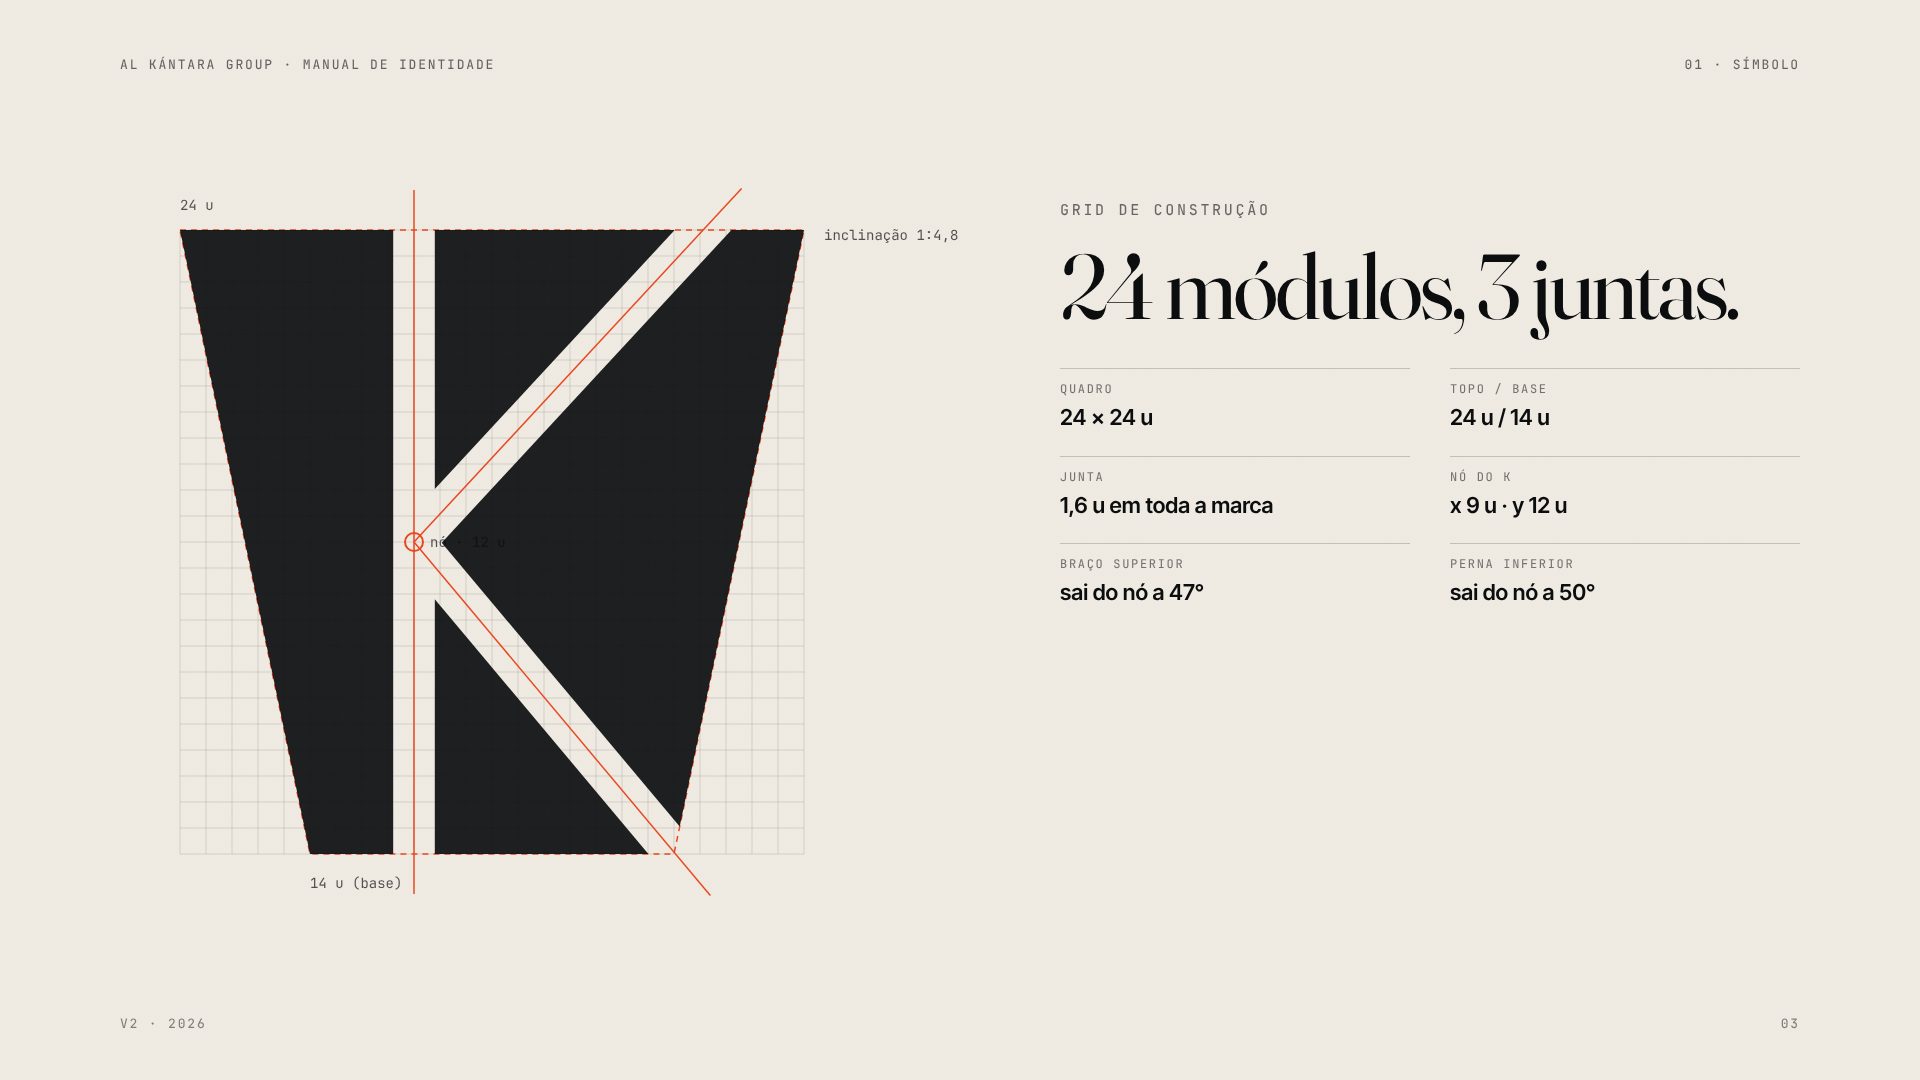 AL KÁNTARA GROUP · MANUAL DE IDENTIDADE
01 · SÍMBOLO
24 u
inclinação 1:4,8
nó · 12 u
14 u (base)
GRID DE CONSTRUÇÃO
24 módulos, 3 juntas.
QUADRO
24 × 24 u
TOPO / BASE
24 u / 14 u
JUNTA
1,6 u em toda a marca
NÓ DO K
x 9 u · y 12 u
BRAÇO SUPERIOR
sai do nó a 47°
PERNA INFERIOR
sai do nó a 50°
V2 · 2026
03